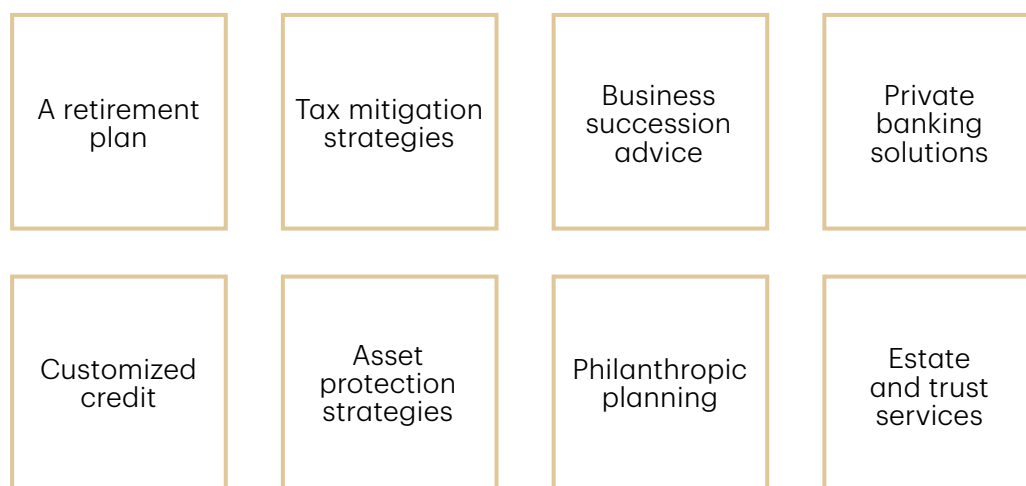 A retirement
plan
Tax mitigation
strategies
Business
succession
advice
Private
banking
solutions
Customized
credit
Asset
protection
strategies
Philanthropic
planning
Estate
and trust
services